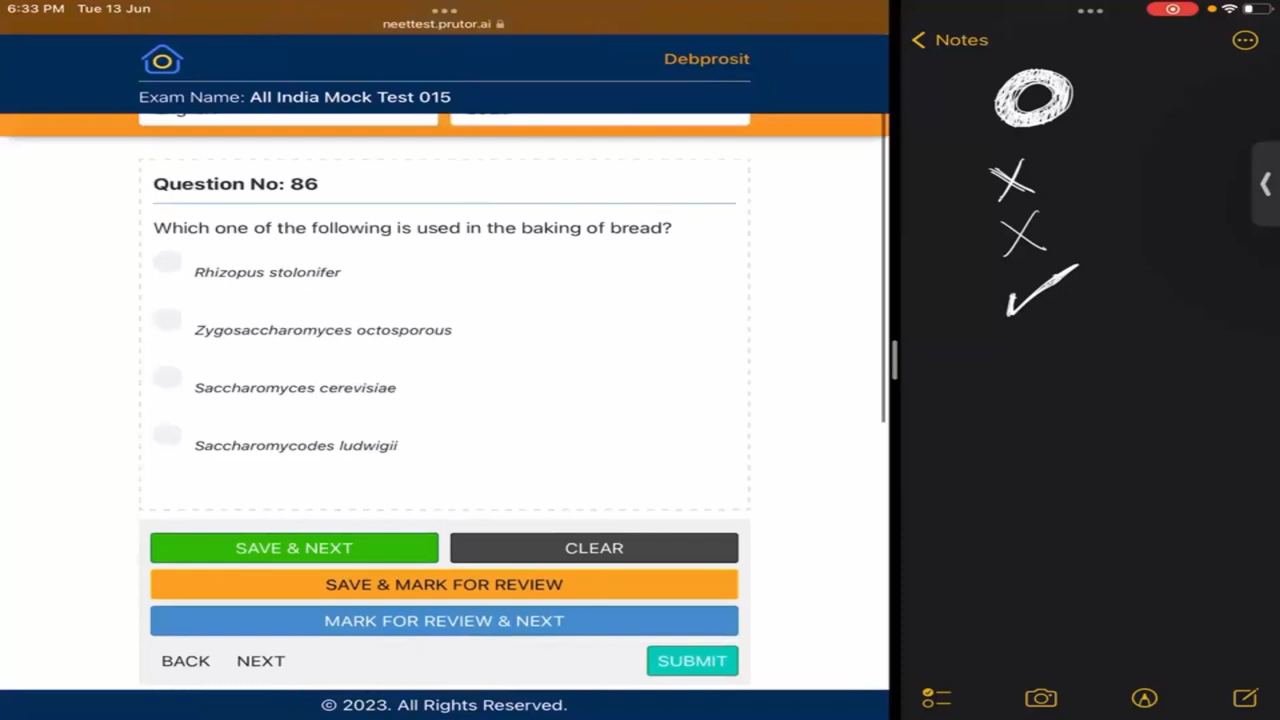 6:33 PM Tue 13 Jun
neettest.prutor.ai
Debprosit
Exam Name: All India Mock Test 015
Question No: 86
Which one of the following is used in the baking of bread?
Rhizopus stolonifer
Zygosaccharomyces octosporous
Saccharomyces cerevisiae
Saccharomycodes ludwigii
SAVE & NEXT
CLEAR
SAVE & MARK FOR REVIEW
MARK FOR REVIEW & NEXT
BACK NEXT
SUBMIT
© 2023. All Rights Reserved.
Notes